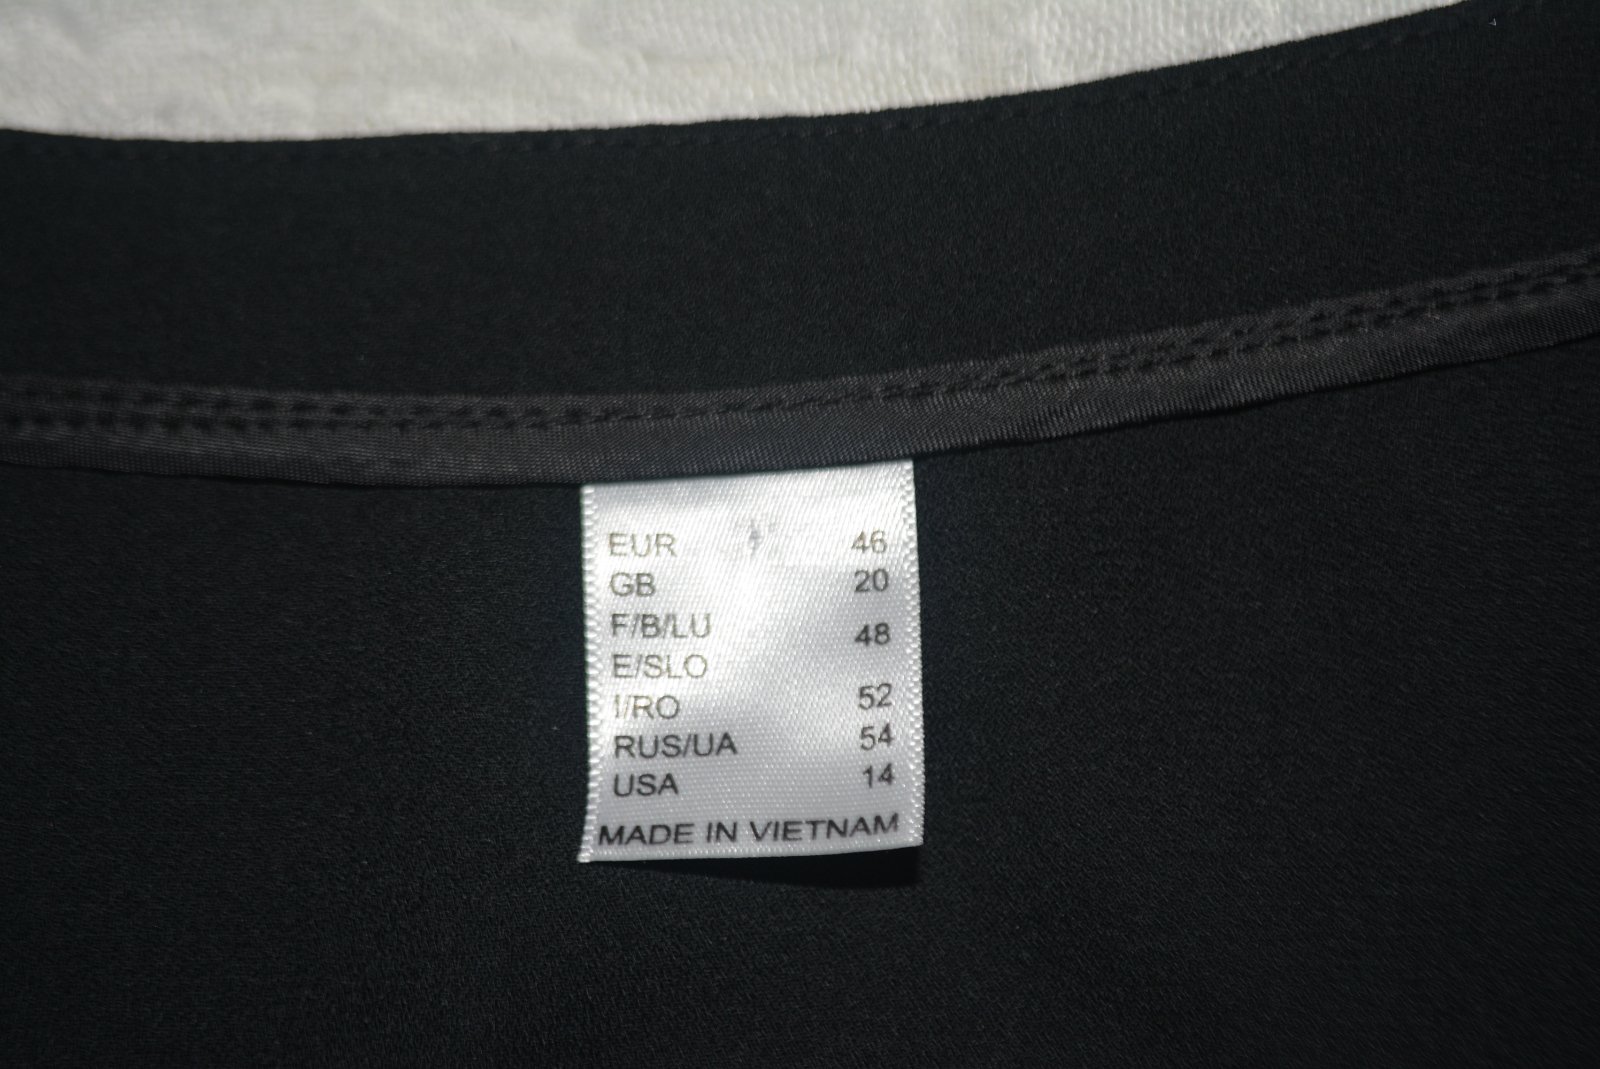 EUR 46
GB 20
F/B/LU 48
E/SLO
I/RO 52
RUS/UA 54
USA 14
MADE IN VIETNAM